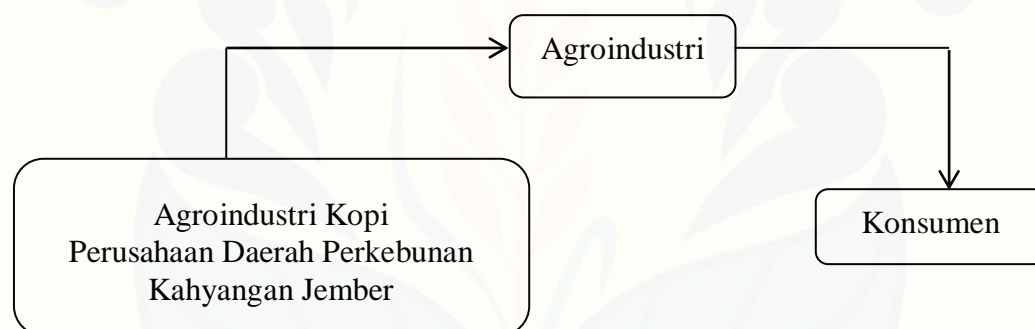 Agroindustri
Agroindustri Kopi
Perusahaan Daerah Perkebunan
Kahyangan Jember
Konsumen